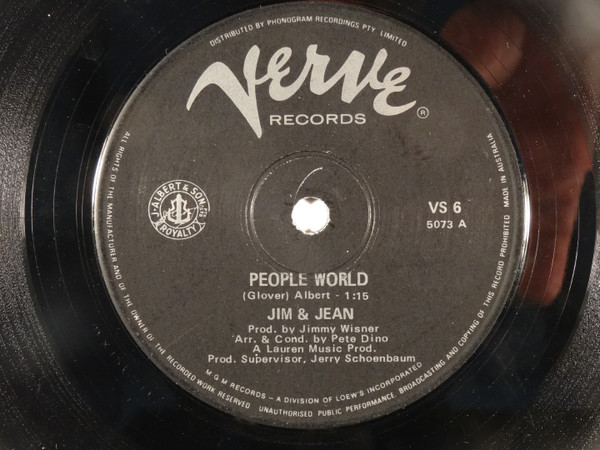 DISTRIBUTED BY PHONOGRAM RECORDINGS PTY. LIMITED
Verve
®
RECORDS
J. ALBERT & SON
ROYALTY
VS 6
5073 A
PEOPLE WORLD
(Glover) Albert - 1:15
JIM & JEAN
Prod. by Jimmy Wisner
Arr. & Cond. by Pete Dino
A Lauren Music Prod.
Prod. Supervisor, Jerry Schoenbaum
MGM RECORDS – A DIVISION OF LOEW'S INCORPORATED
ALL RIGHTS OF THE MANUFACTURER AND OF THE OWNER OF THE RECORDED WORK RESERVED. UNAUTHORISED PUBLIC PERFORMANCE, BROADCASTING AND COPYING OF THIS RECORD PROHIBITED MADE IN AUSTRALIA